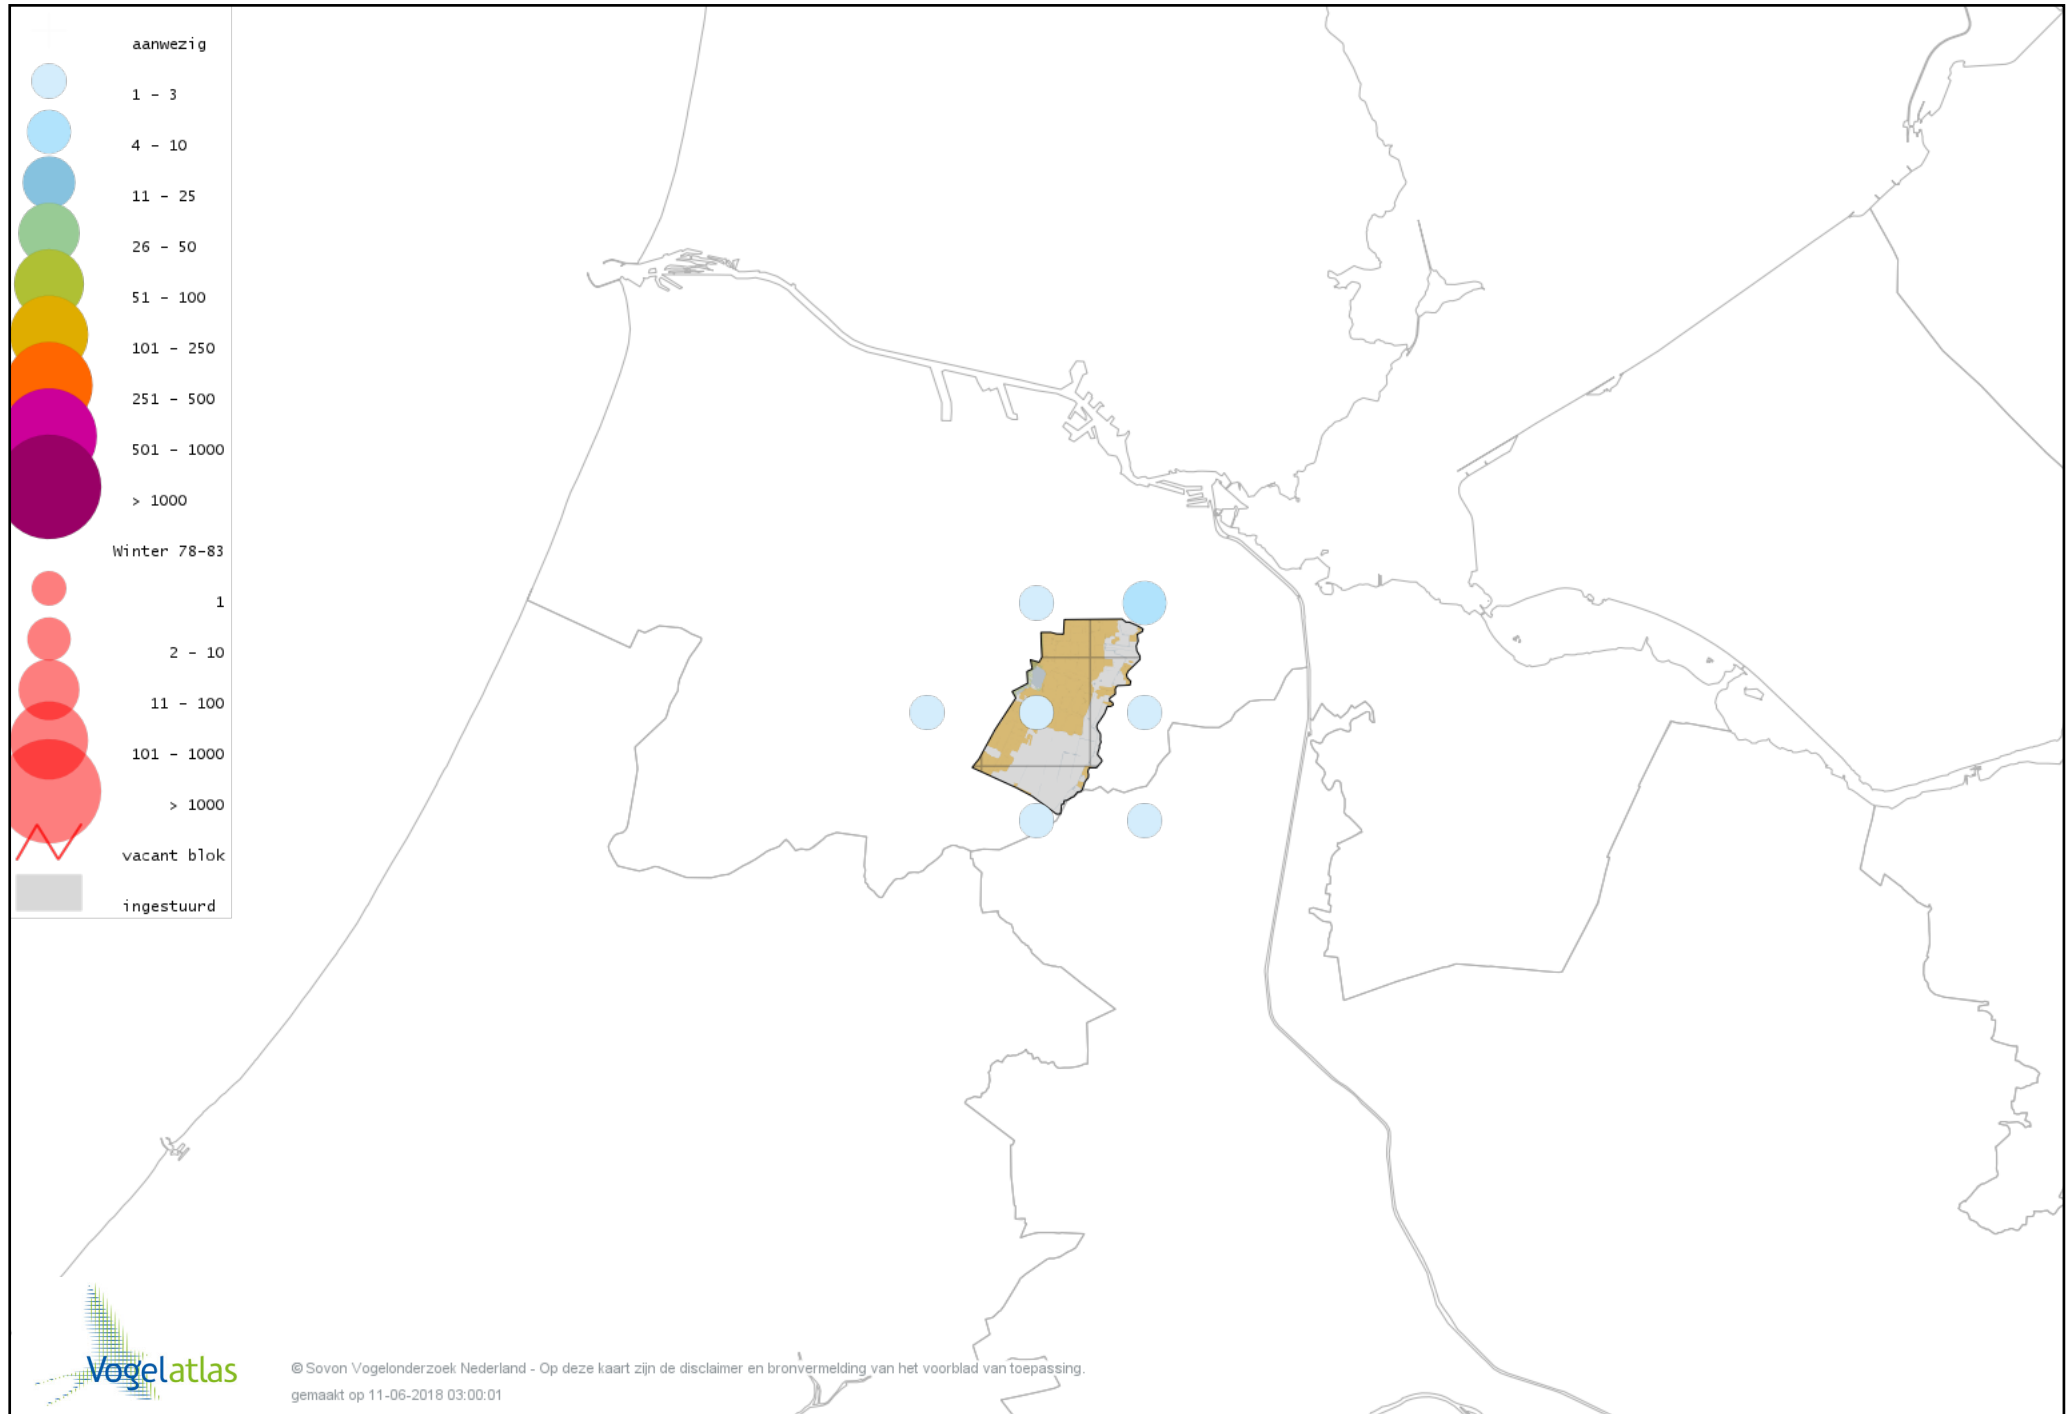 aanwezig
1 - 3
4 - 10
11 - 25
26 - 50
51 - 100
101 - 250
251 - 500
501 - 1000
> 1000
Winter 78-83
1
2 - 10
11 - 100
101 - 1000
> 1000
vacant blok
ingestuurd
Vogelatlas
© Sovon Vogelonderzoek Nederland - Op deze kaart zijn de disclaimer en bronvermelding van het voorblad van toepassing.
gemaakt op 11-06-2018 03:00:01